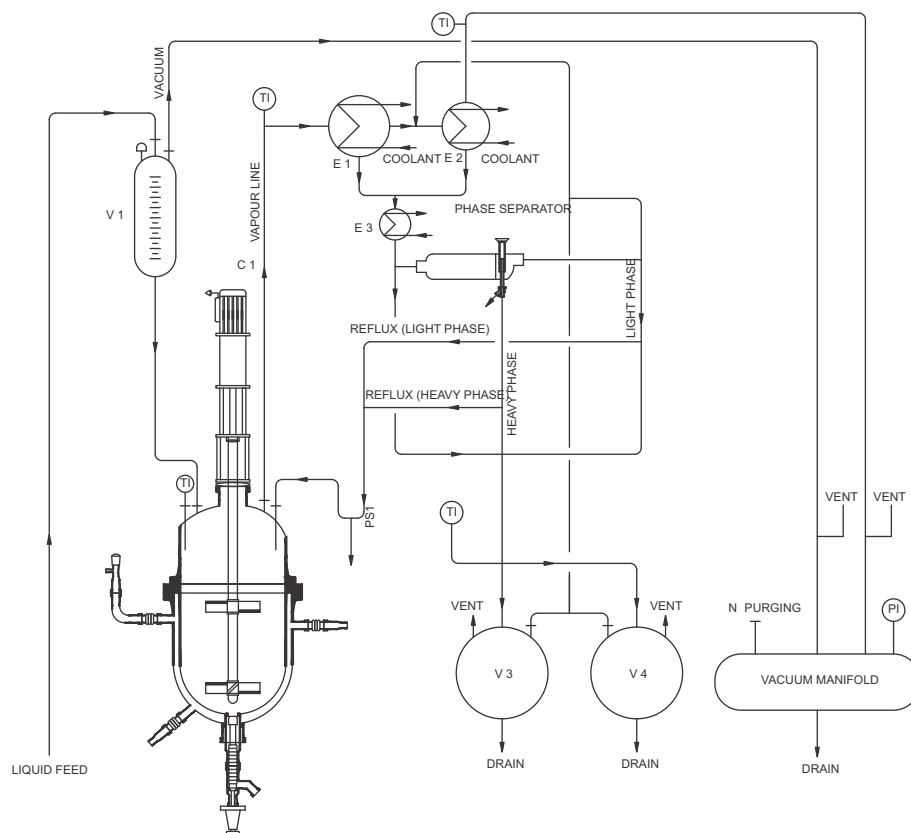 TI
TI
VACUUM
TI
V 1
E 1
COOLANT
E 2
COOLANT
VAPOUR LINE
E 3
PHASE SEPARATOR
C 1
LIGHT PHASE
REFLUX (LIGHT PHASE)
HEAVY PHASE
REFLUX (HEAVY PHASE)
TI
PS1
TI
VENT
VENT
VENT
VENT
N PURGING
PI
V 3
V 4
VACUUM MANIFOLD
LIQUID FEED
DRAIN
DRAIN
DRAIN